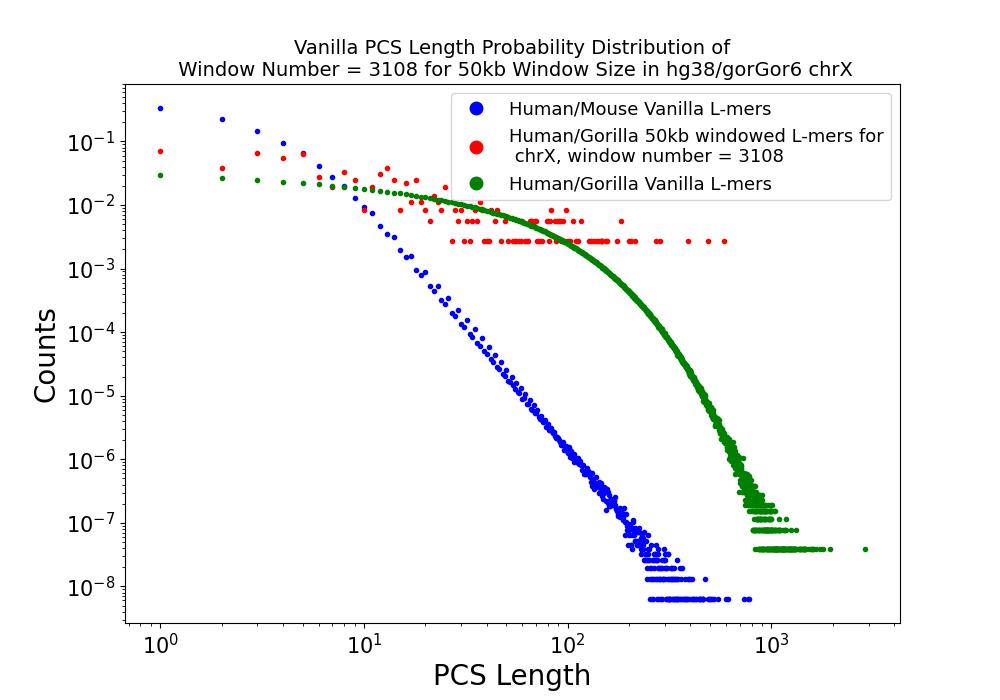 Vanilla PCS Length Probability Distribution of
Window Number = 3108 for 50kb Window Size in hg38/gorGor6 chrX
Human/Mouse Vanilla L-mers
Human/Gorilla 50kb windowed L-mers for
chrX, window number = 3108
Human/Gorilla Vanilla L-mers
Counts
10⁻¹
10⁻²
10⁻³
10⁻⁴
10⁻⁵
10⁻⁶
10⁻⁷
10⁻⁸
10⁰ 10¹ 10² 10³
PCS Length